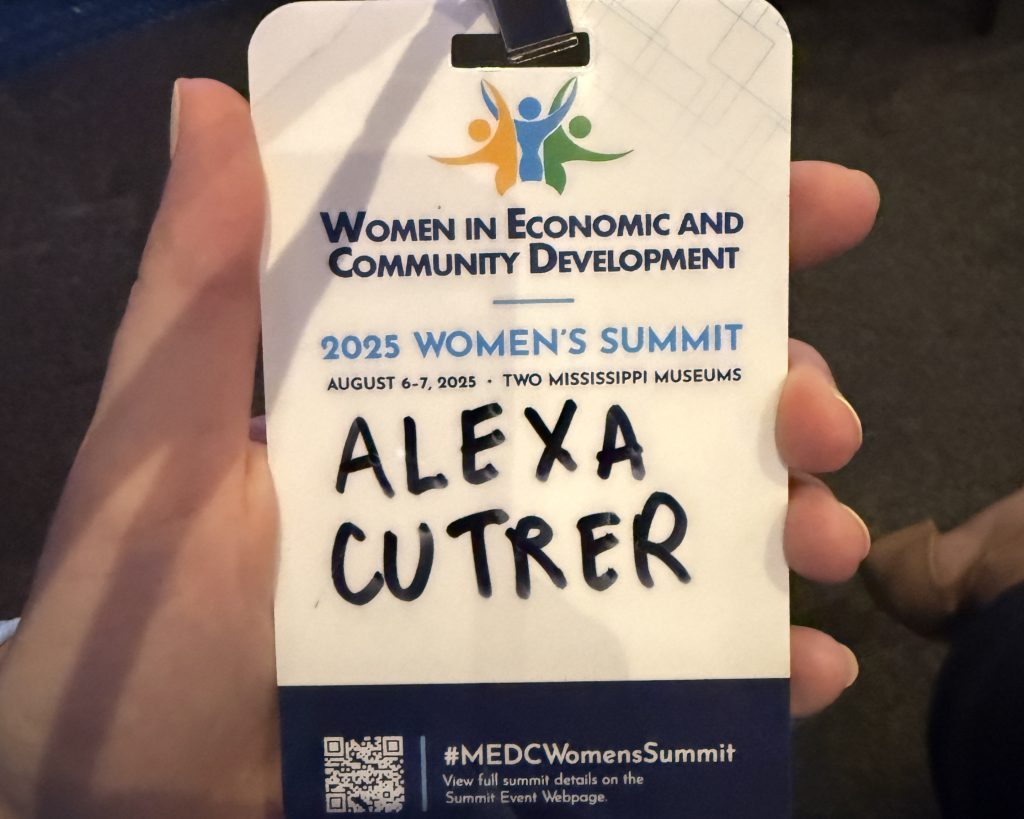 WOMEN IN ECONOMIC AND
COMMUNITY DEVELOPMENT
2025 WOMEN'S SUMMIT
AUGUST 6-7, 2025 • TWO MISSISSIPPI MUSEUMS
ALEXA
CUTRER
#MEDCWomensSummit
View full summit details on the
Summit Event Webpage.